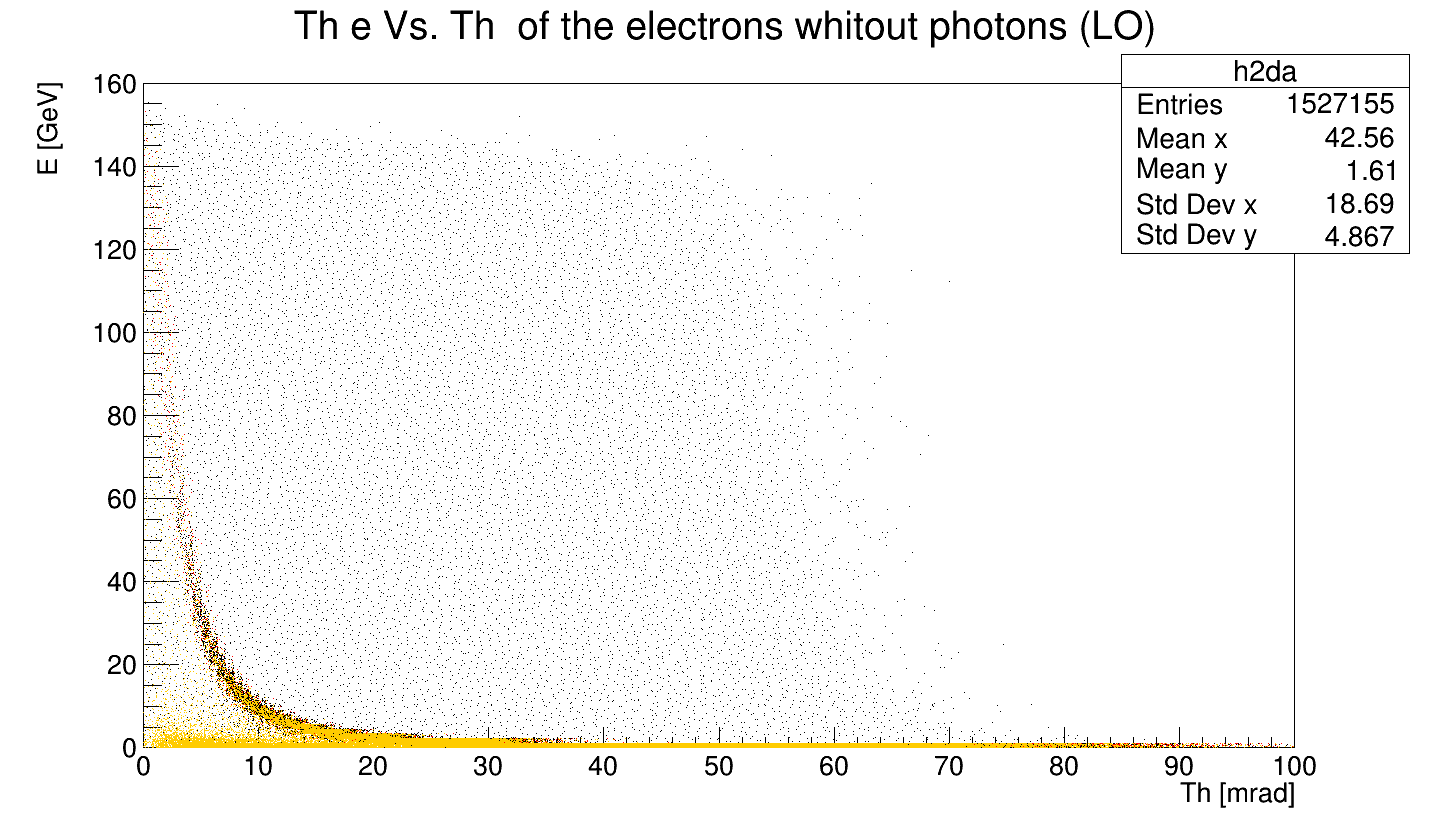 Th e Vs. Th  of the electrons whitout photons (LO)
h2da
Entries 1527155
Mean x 42.56
Mean y 1.61
Std Dev x 18.69
Std Dev y 4.867
E [GeV]
160
140
120
100
80
60
40
20
0
0 10 20 30 40 50 60 70 80 90 100
Th [mrad]